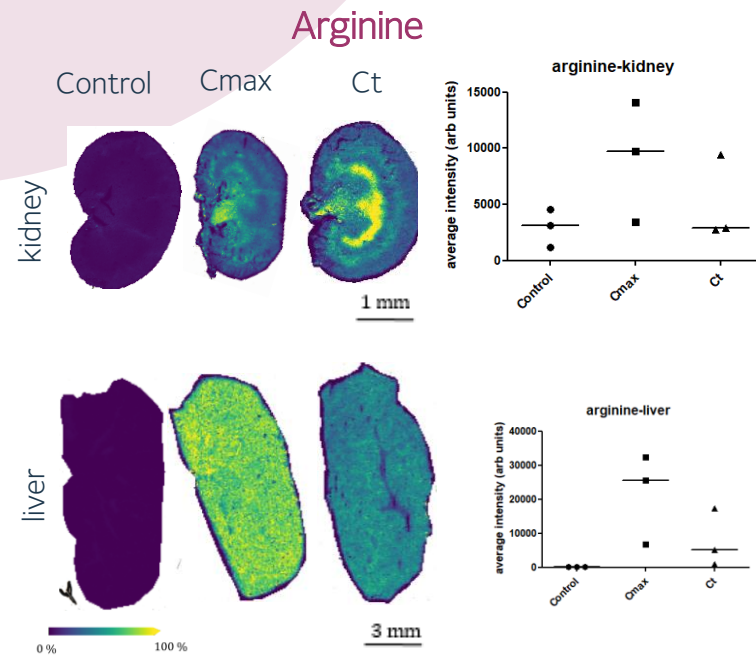 Arginine
Control
Cmax
Ct
kidney
1 mm
arginine-kidney
average intensity (arb units)
15000
10000
5000
0
Control
Cmax
Ct
liver
3 mm
0 %
100 %
arginine-liver
average intensity (arb units)
40000
30000
20000
10000
0
Control
Cmax
Ct